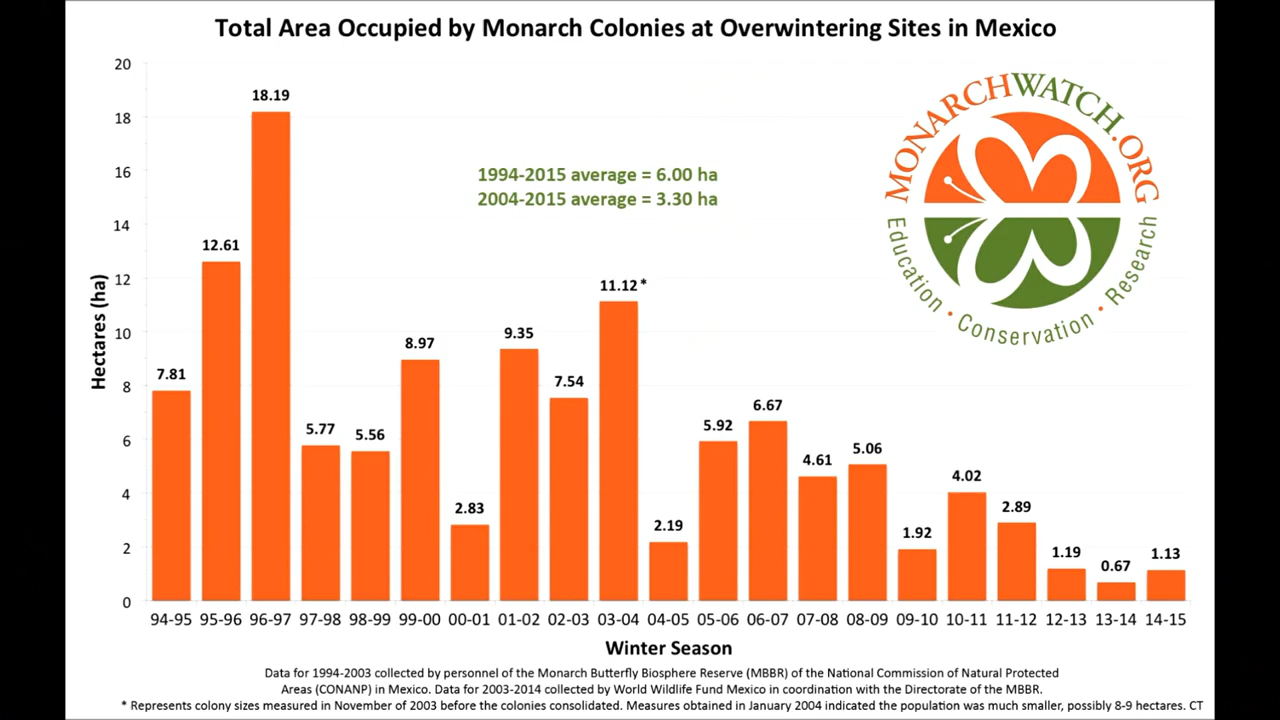 Total Area Occupied by Monarch Colonies at Overwintering Sites in Mexico
MONARCHWATCH.ORG
Education • Conservation • Research
1994-2015 average = 6.00 ha
2004-2015 average = 3.30 ha
Hectares (ha)
20
18
16
14
12
10
8
6
4
2
0
7.81
12.61
18.19
5.77
5.56
8.97
2.83
9.35
7.54
11.12 *
2.19
5.92
6.67
4.61
5.06
1.92
4.02
2.89
1.19
0.67
1.13
94-95 95-96 96-97 97-98 98-99 99-00 00-01 01-02 02-03 03-04 04-05 05-06 06-07 07-08 08-09 09-10 10-11 11-12 12-13 13-14 14-15
Winter Season
Data for 1994-2003 collected by personnel of the Monarch Butterfly Biosphere Reserve (MBBR) of the National Commission of Natural Protected
Areas (CONANP) in Mexico. Data for 2003-2014 collected by World Wildlife Fund Mexico in coordination with the Directorate of the MBBR.
* Represents colony sizes measured in November of 2003 before the colonies consolidated. Measures obtained in January 2004 indicated the population was much smaller, possibly 8-9 hectares. CT